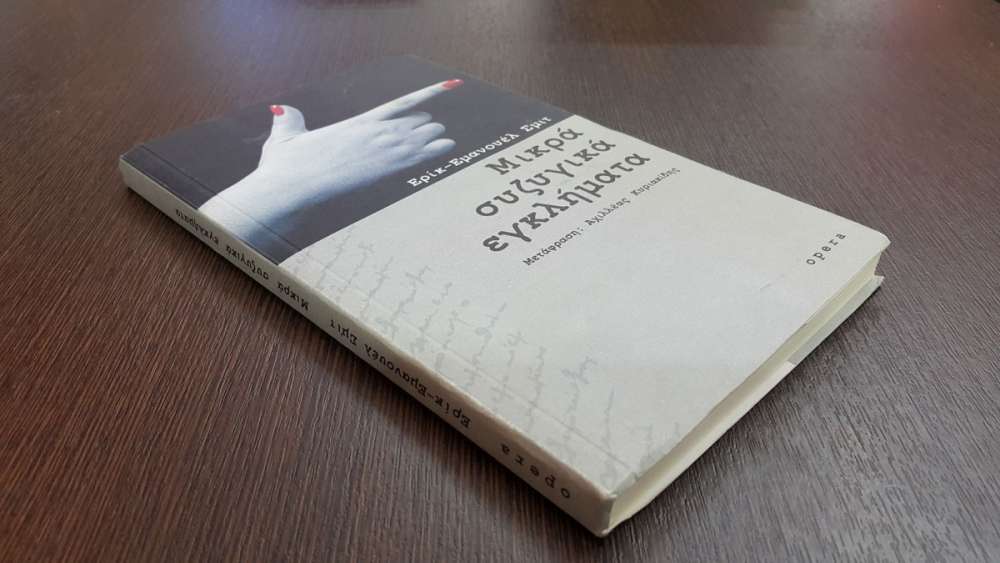 Ερίκ-Εμανουέλ Σμιτ
Μικρά
συζυγικά
εγκλήματα
Μετάφραση: Αχιλλέας Κυριακίδης
opera
opera Ερίκ-Εμανουέλ Σμιτ Μικρά συζυγικά εγκλήματα